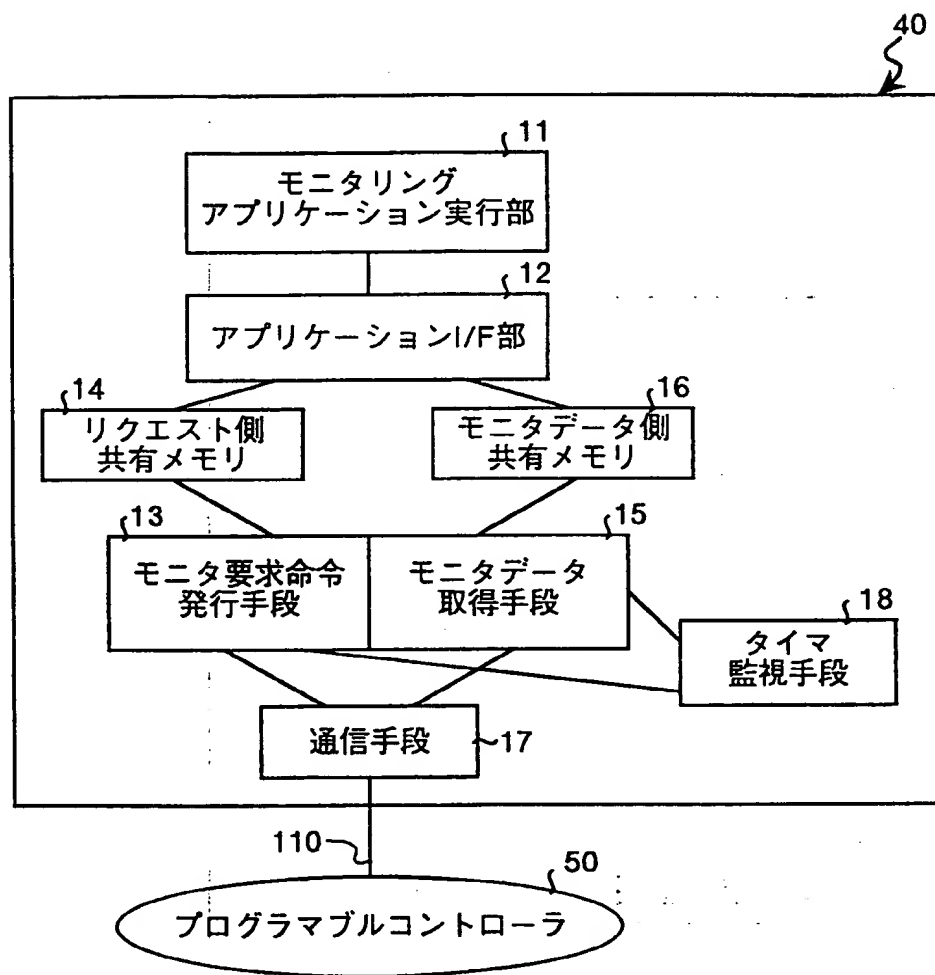 40
11
モニタリング
アプリケーション実行部
12
アプリケーションI/F部
14
リクエスト側
共有メモリ
16
モニタデータ側
共有メモリ
13
モニタ要求命令
発行手段
15
モニタデータ
取得手段
18
タイマ
監視手段
通信手段
17
110
50
プログラマブルコントローラ